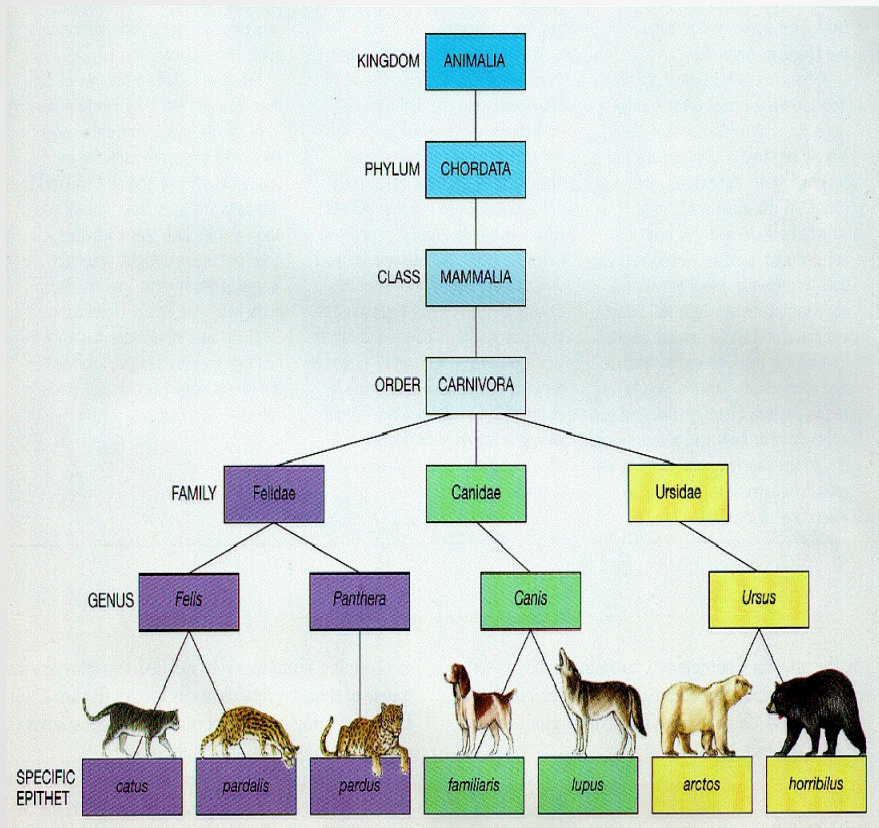 KINGDOM ANIMALIA
PHYLUM CHORDATA
CLASS MAMMALIA
ORDER CARNIVORA
FAMILY Felidae Canidae Ursidae
GENUS Felis Panthera Canis Ursus
SPECIFIC
EPITHET catus pardalis pardus familiaris lupus arctos horribilus